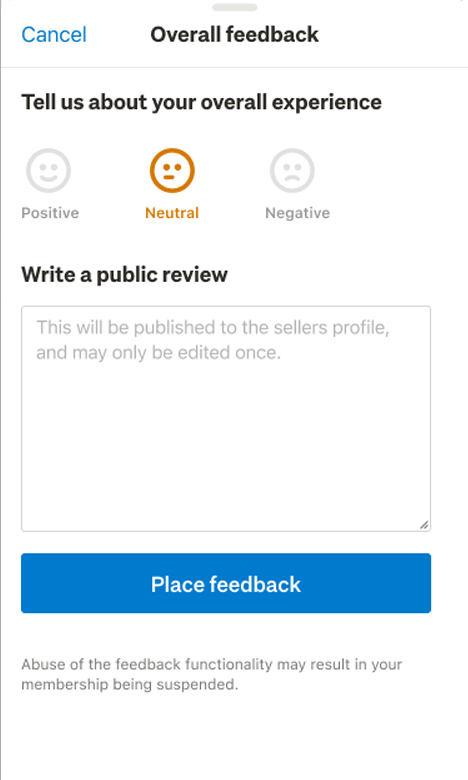 Cancel Overall feedback
Tell us about your overall experience
Positive Neutral Negative
Write a public review
This will be published to the sellers profile,
and may only be edited once.
Place feedback
Abuse of the feedback functionality may result in your
membership being suspended.